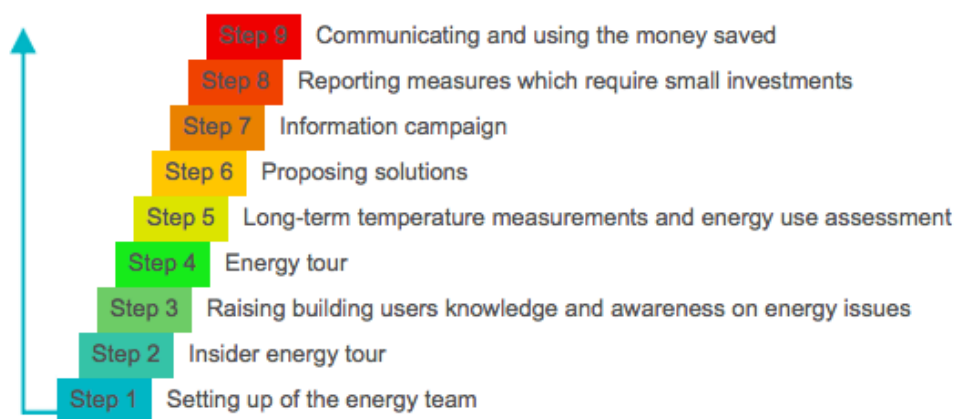 Step 9 Communicating and using the money saved
Step 8 Reporting measures which require small investments
Step 7 Information campaign
Step 6 Proposing solutions
Step 5 Long-term temperature measurements and energy use assessment
Step 4 Energy tour
Step 3 Raising building users knowledge and awareness on energy issues
Step 2 Insider energy tour
Step 1 Setting up of the energy team